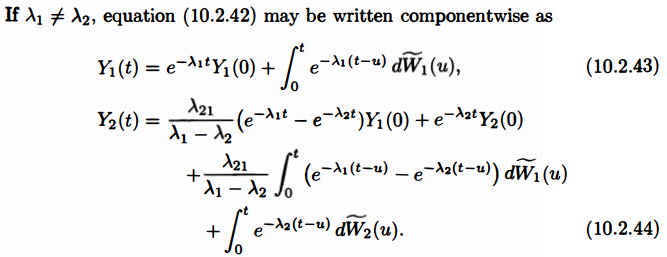 If λ₁ ≠ λ₂, equation (10.2.42) may be written componentwise as
Y₁(t) = e^{-λ₁t}Y₁(0) + ∫₀ᵗ e^{-λ₁(t-u)} dW̃₁(u), (10.2.43)
Y₂(t) = \frac{λ₂₁}{λ₁ - λ₂}(e^{-λ₁t} - e^{-λ₂t})Y₁(0) + e^{-λ₂t}Y₂(0)
+ \frac{λ₂₁}{λ₁ - λ₂} ∫₀ᵗ (e^{-λ₁(t-u)} - e^{-λ₂(t-u)}) dW̃₁(u)
+ ∫₀ᵗ e^{-λ₂(t-u)} dW̃₂(u). (10.2.44)